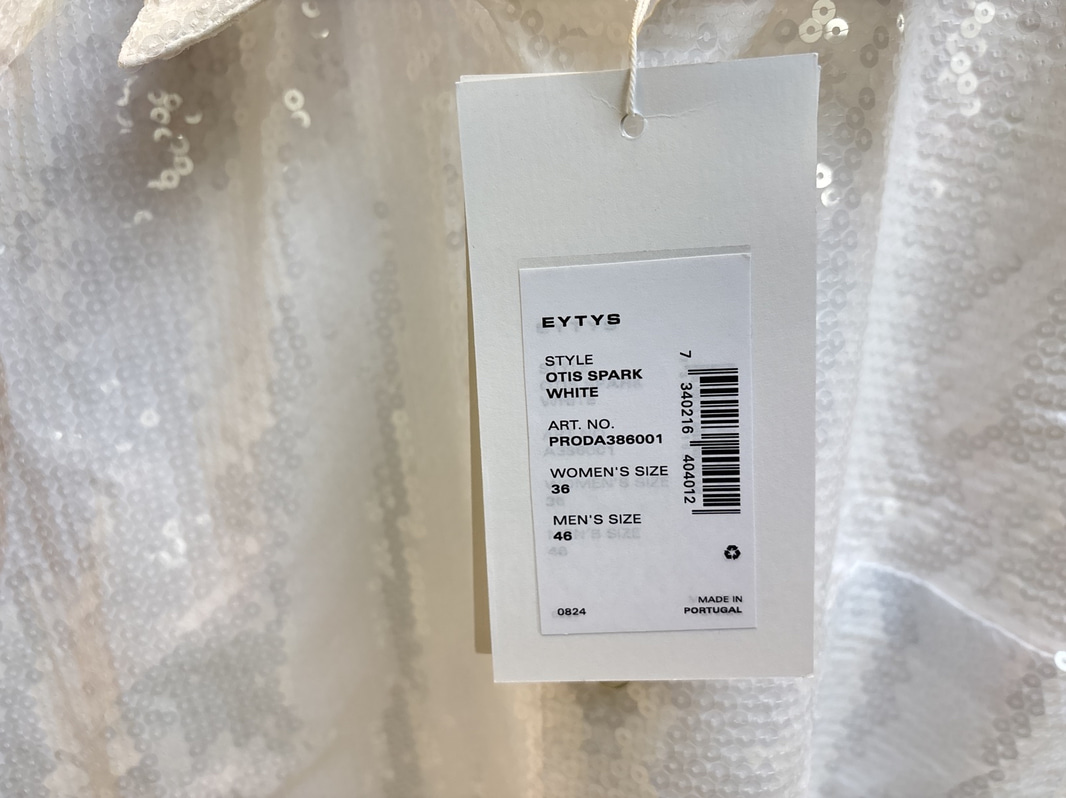 EYTYS
STYLE
OTIS SPARK
WHITE
ART. NO.
PRODA386001
WOMEN'S SIZE
36
MEN'S SIZE
46
0824
MADE IN
PORTUGAL
7 340216 404012